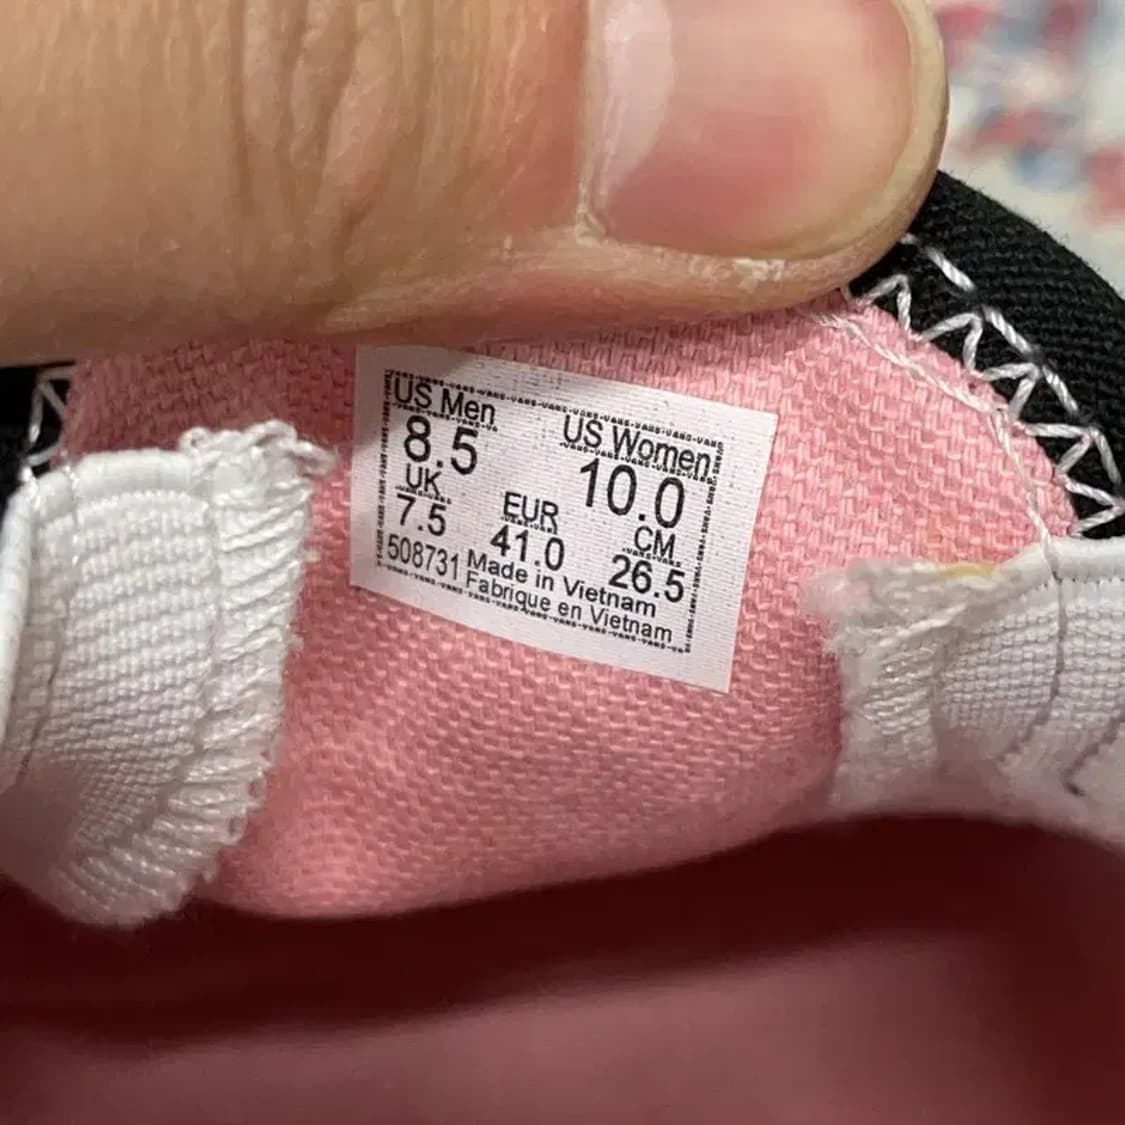 US Men US Women
8.5 10.0
UK EUR CM
7.5 41.0 26.5
508731 Made in Vietnam
Fabrique en Vietnam